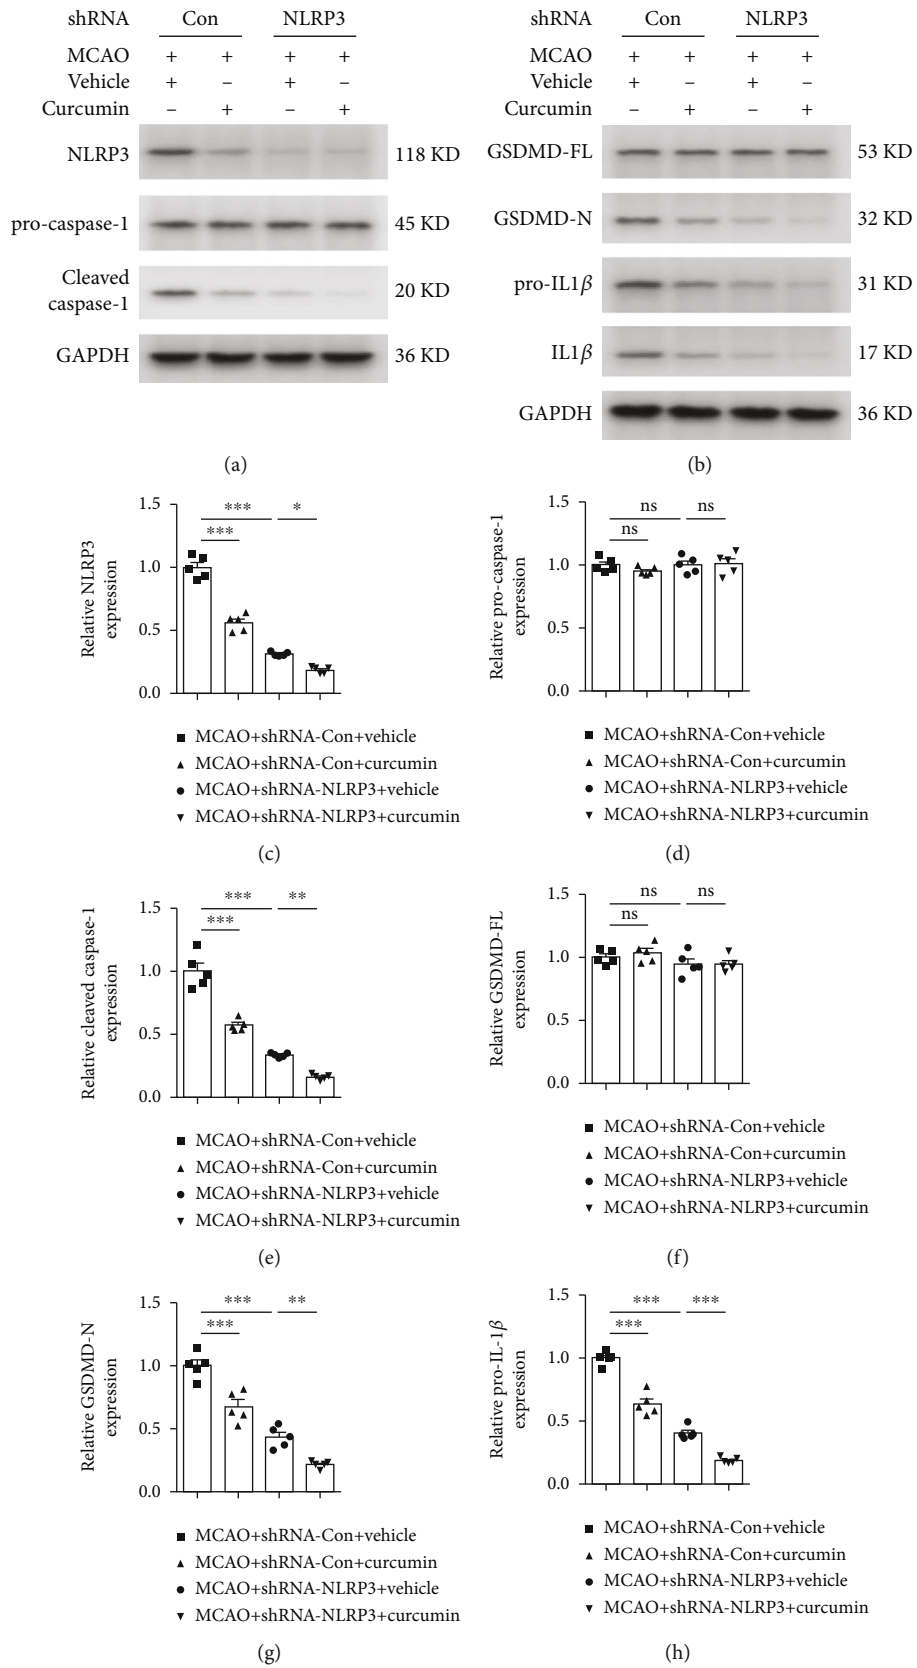 shRNA Con NLRP3
MCAO + + + +
Vehicle + – + –
Curcumin – + – +
NLRP3 118 KD
pro-caspase-1 45 KD
Cleaved
caspase-1 20 KD
GAPDH 36 KD
(a)
shRNA Con NLRP3
MCAO + + + +
Vehicle + – + –
Curcumin – + – +
GSDMD-FL 53 KD
GSDMD-N 32 KD
pro-IL1β 31 KD
IL1β 17 KD
GAPDH 36 KD
(b)
Relative NLRP3
expression
1.5
1.0
0.5
0.0
*** *
***
MCAO+shRNA-Con+vehicle
MCAO+shRNA-Con+curcumin
MCAO+shRNA-NLRP3+vehicle
MCAO+shRNA-NLRP3+curcumin
(c)
Relative pro-caspase-1
expression
1.5
1.0
0.5
0.0
ns ns
ns
MCAO+shRNA-Con+vehicle
MCAO+shRNA-Con+curcumin
MCAO+shRNA-NLRP3+vehicle
MCAO+shRNA-NLRP3+curcumin
(d)
Relative cleaved caspase-1
expression
1.5
1.0
0.5
0.0
*** **
***
MCAO+shRNA-Con+vehicle
MCAO+shRNA-Con+curcumin
MCAO+shRNA-NLRP3+vehicle
MCAO+shRNA-NLRP3+curcumin
(e)
Relative GSDMD-FL
expression
1.5
1.0
0.5
0.0
ns ns
ns
MCAO+shRNA-Con+vehicle
MCAO+shRNA-Con+curcumin
MCAO+shRNA-NLRP3+vehicle
MCAO+shRNA-NLRP3+curcumin
(f)
Relative GSDMD-N
expression
1.5
1.0
0.5
0.0
*** **
***
MCAO+shRNA-Con+vehicle
MCAO+shRNA-Con+curcumin
MCAO+shRNA-NLRP3+vehicle
MCAO+shRNA-NLRP3+curcumin
(g)
Relative pro-IL-1β
expression
1.5
1.0
0.5
0.0
*** ***
***
MCAO+shRNA-Con+vehicle
MCAO+shRNA-Con+curcumin
MCAO+shRNA-NLRP3+vehicle
MCAO+shRNA-NLRP3+curcumin
(h)